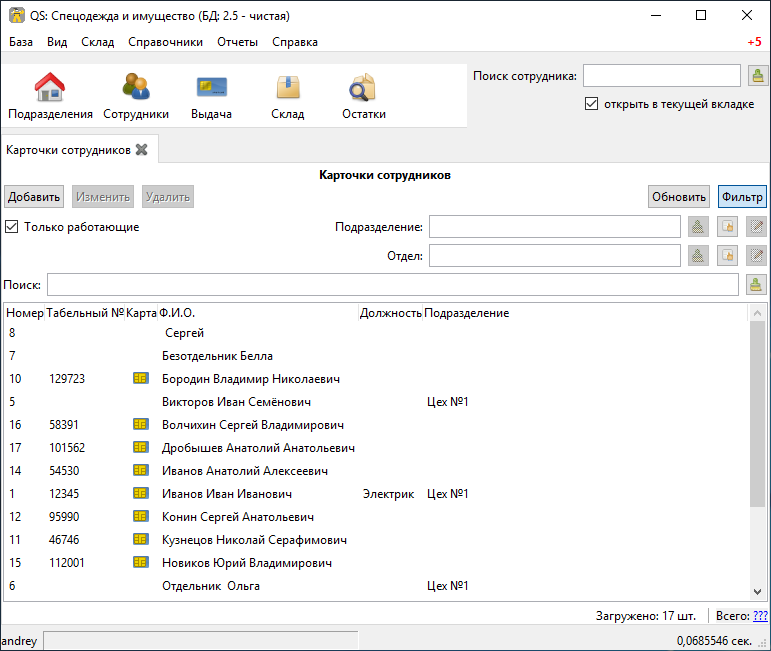 QS: Спецодежда и имущество (БД: 2.5 - чистая)
База Вид Склад Справочники Отчеты Справка +5
Поиск сотрудника:
открыть в текущей вкладке
Подразделения Сотрудники Выдача Склад Остатки
Карточки сотрудников
Карточки сотрудников
Добавить Изменить Удалить Обновить Фильтр
Только работающие Подразделение:
Отдел:
Поиск:
Номер Табельный № Карта Ф.И.О. Должность Подразделение
8 Сергей
7 Безотдельник Белла
10 129723 Бородин Владимир Николаевич
5 Викторов Иван Семёнович Цех №1
16 58391 Волчихин Сергей Владимирович
17 101562 Дробышев Анатолий Анатольевич
14 54530 Иванов Анатолий Алексеевич
1 12345 Иванов Иван Иванович Электрик Цех №1
12 95990 Конин Сергей Анатольевич
11 46746 Кузнецов Николай Серафимович
15 112001 Новиков Юрий Владимирович
6 Отдельник Ольга Цех №1
Загружено: 17 шт. Всего: ???
andrey 0,0685546 сек.